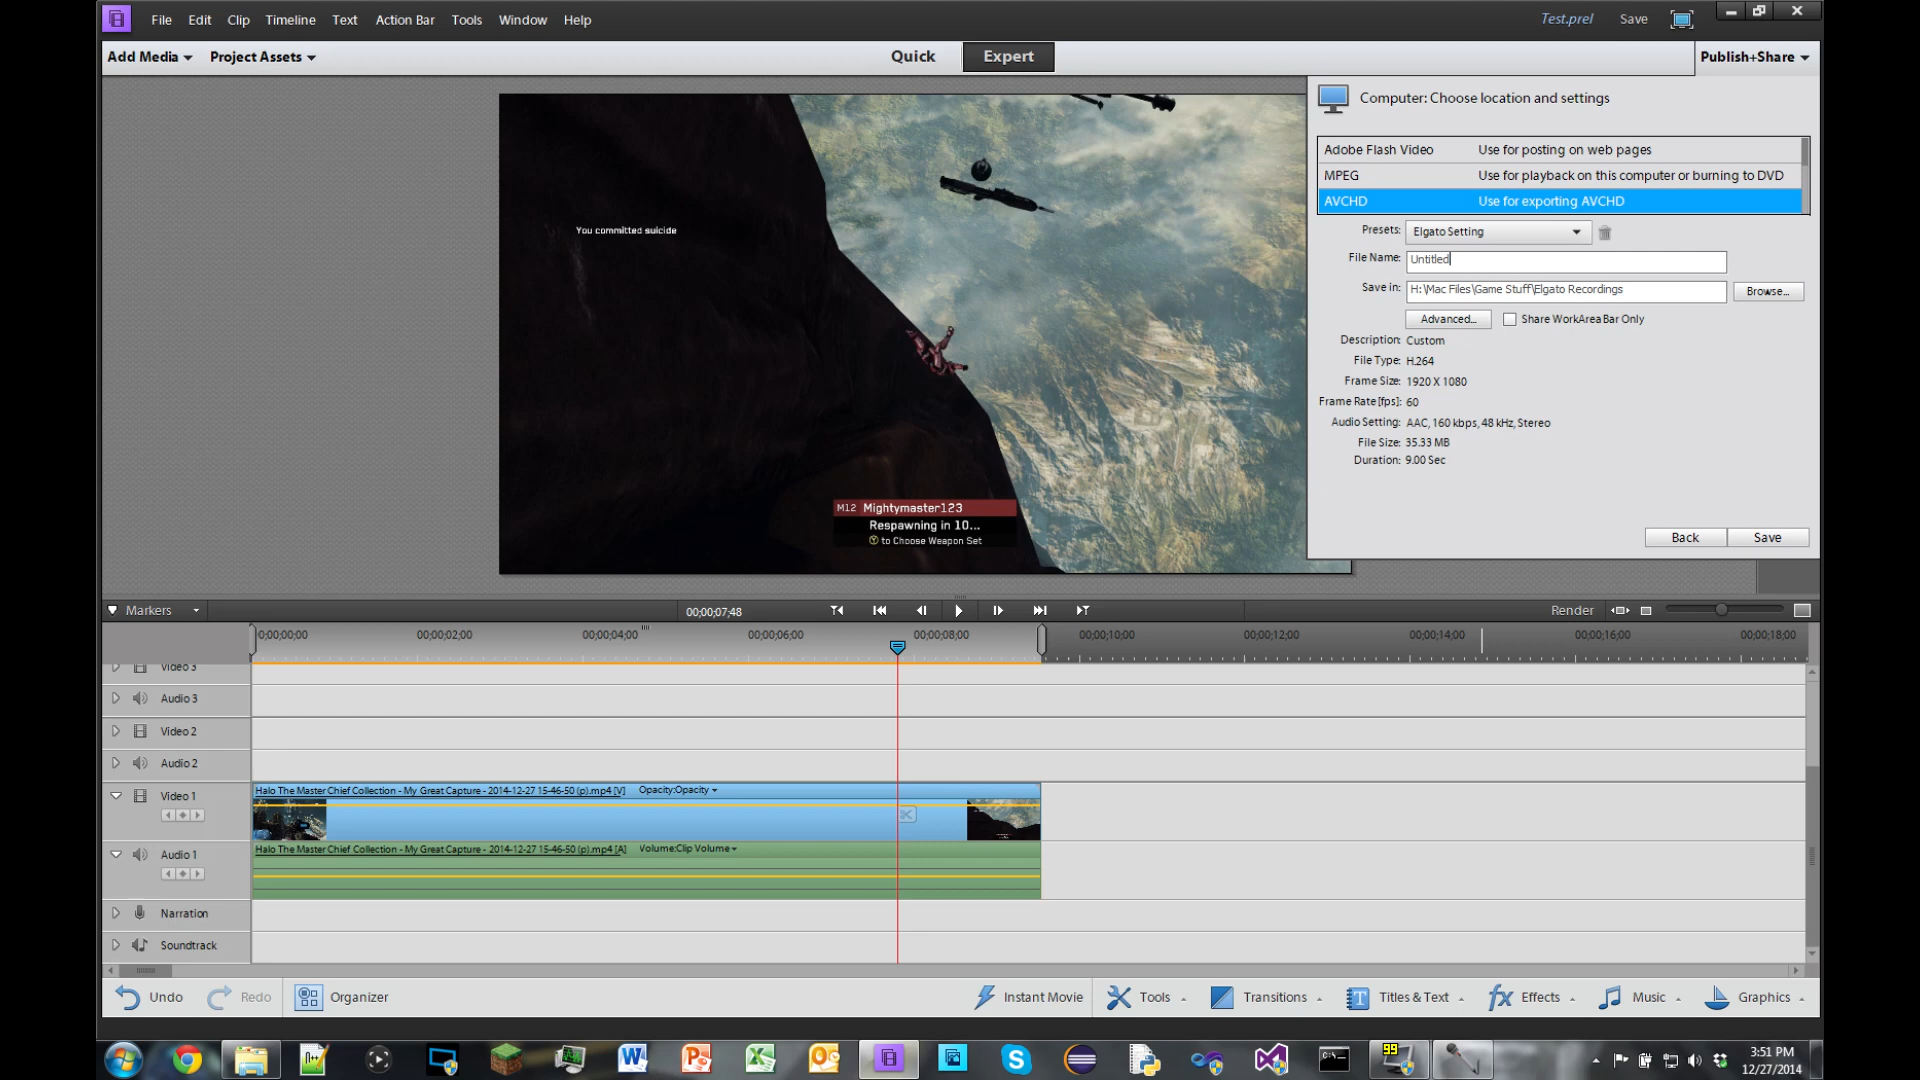 File Edit Clip Timeline Text Action Bar Tools Window Help Test.prel Save
Add Media Project Assets Quick Expert Publish+Share
Computer: Choose location and settings
Adobe Flash Video Use for posting on web pages
MPEG Use for playback on this computer or burning to DVD
AVCHD Use for exporting AVCHD
Presets: Elgato Setting
File Name: Untitled
Save in: H:\Mac Files\Game Stuff\Elgato Recordings Browse...
Advanced... Share WorkArea Bar Only
Description: Custom
File Type: H.264
Frame Size: 1920 X 1080
Frame Rate[fps]: 60
Audio Setting: AAC, 160 kbps, 48 kHz, Stereo
File Size: 35.33 MB
Duration: 9.00 Sec
Back Save
You committed suicide
M12 Mightymaster123
Respawning in 10...
Y to Choose Weapon Set
Markers 00;00;07;48 Render
0;00;00;00 00;00;02;00 00;00;04;00 00;00;06;00 00;00;08;00 00;00;10;00 00;00;12;00 00;00;14;00 00;00;16;00 00;00;18;00
Video 3
Audio 3
Video 2
Audio 2
Video 1 Halo The Master Chief Collection - My Great Capture - 2014-12-27 15-46-50 (p).mp4 [V] Opacity:Opacity
Audio 1 Halo The Master Chief Collection - My Great Capture - 2014-12-27 15-46-50 (p).mp4 [A] Volume:Clip Volume
Narration
Soundtrack
Undo Redo Organizer Instant Movie Tools Transitions Titles & Text Effects Music Graphics
99
3:51 PM
12/27/2014